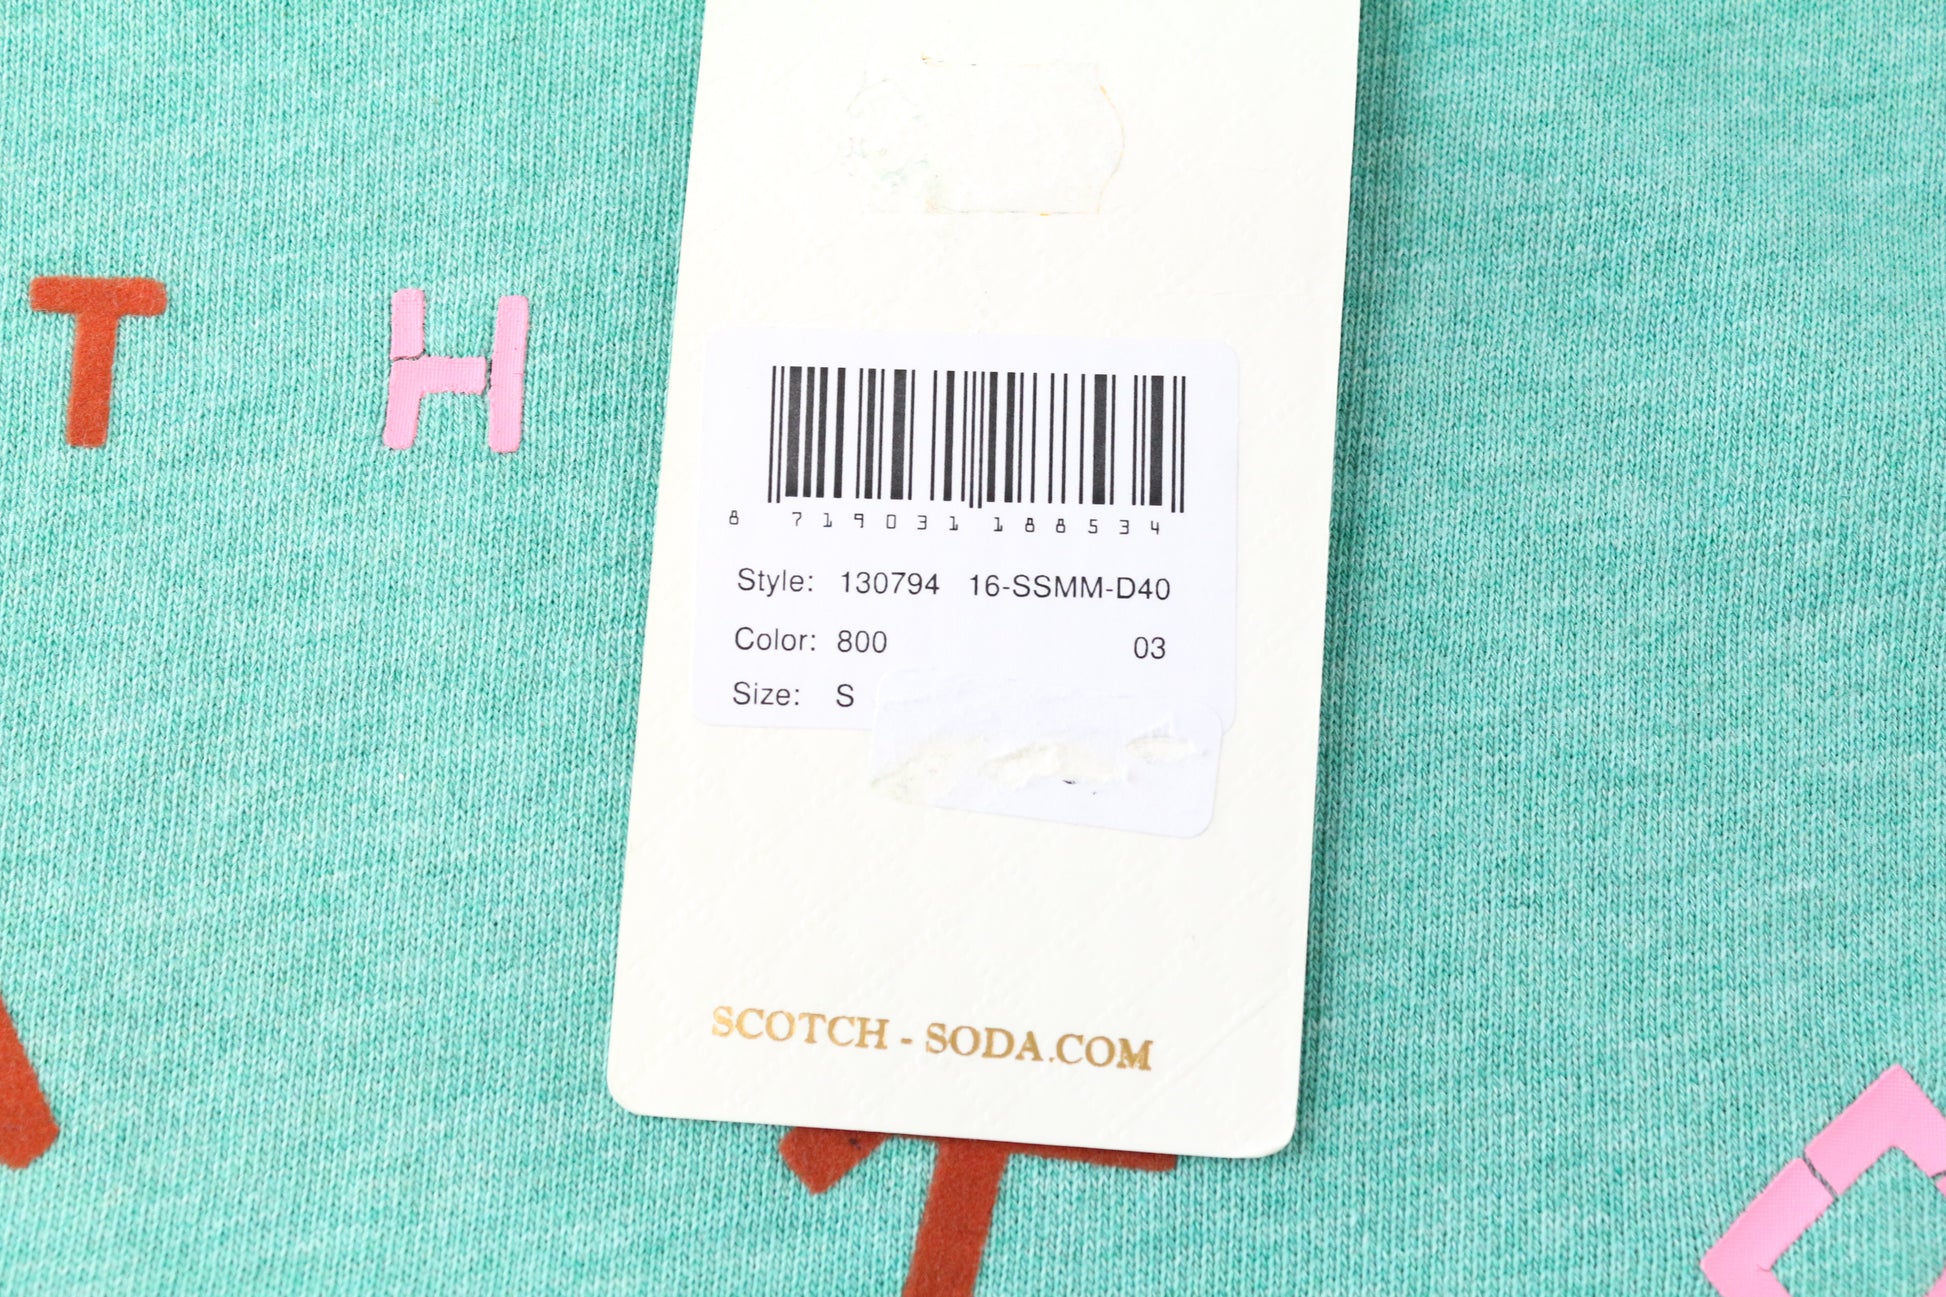 T H
8 719031 188534
Style: 130794 16-SSMM-D40
Color: 800 03
Size: S
SCOTCH - SODA.COM
T